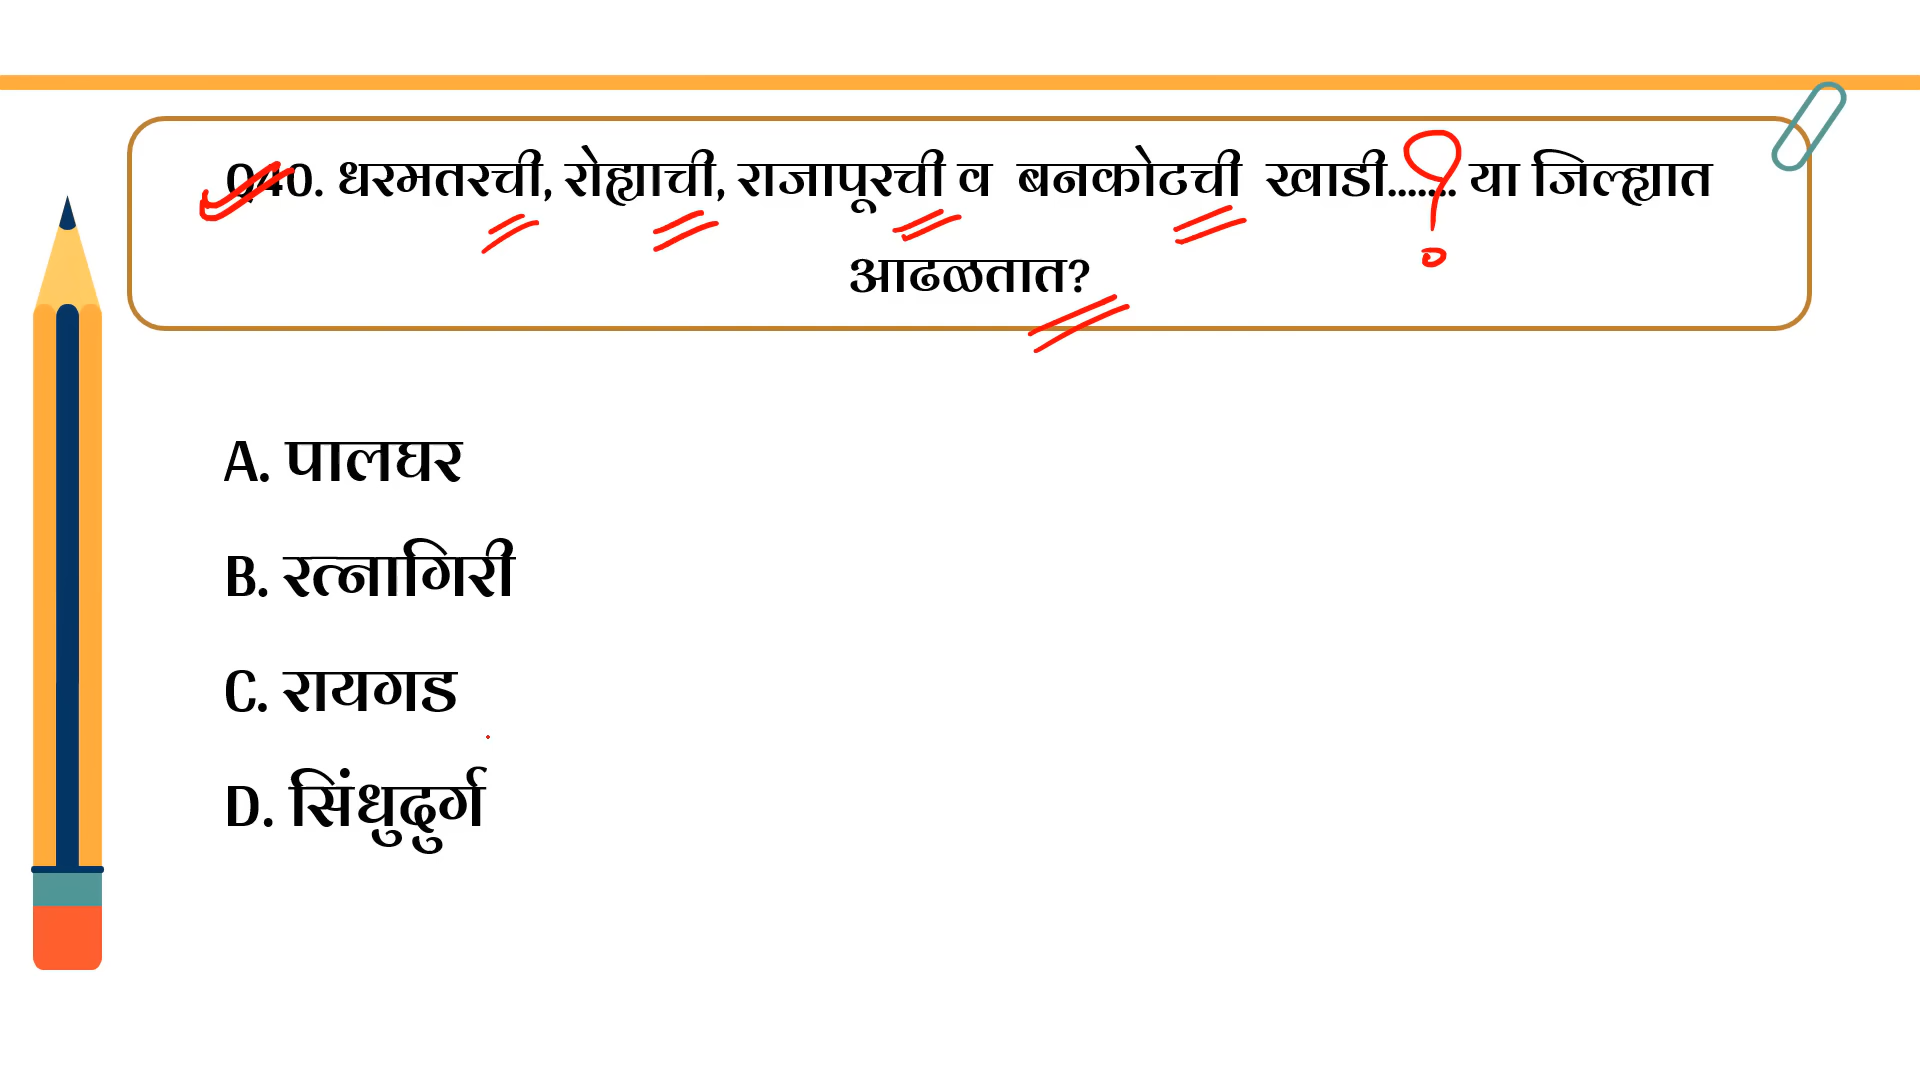 Q40. धरमतरची, रोह्याची, राजापूरची व बनकोटची खाडी....... या जिल्ह्यात
आढळतात?
A. पालघर
B. रत्नागिरी
C. रायगड
D. सिंधुदुर्ग